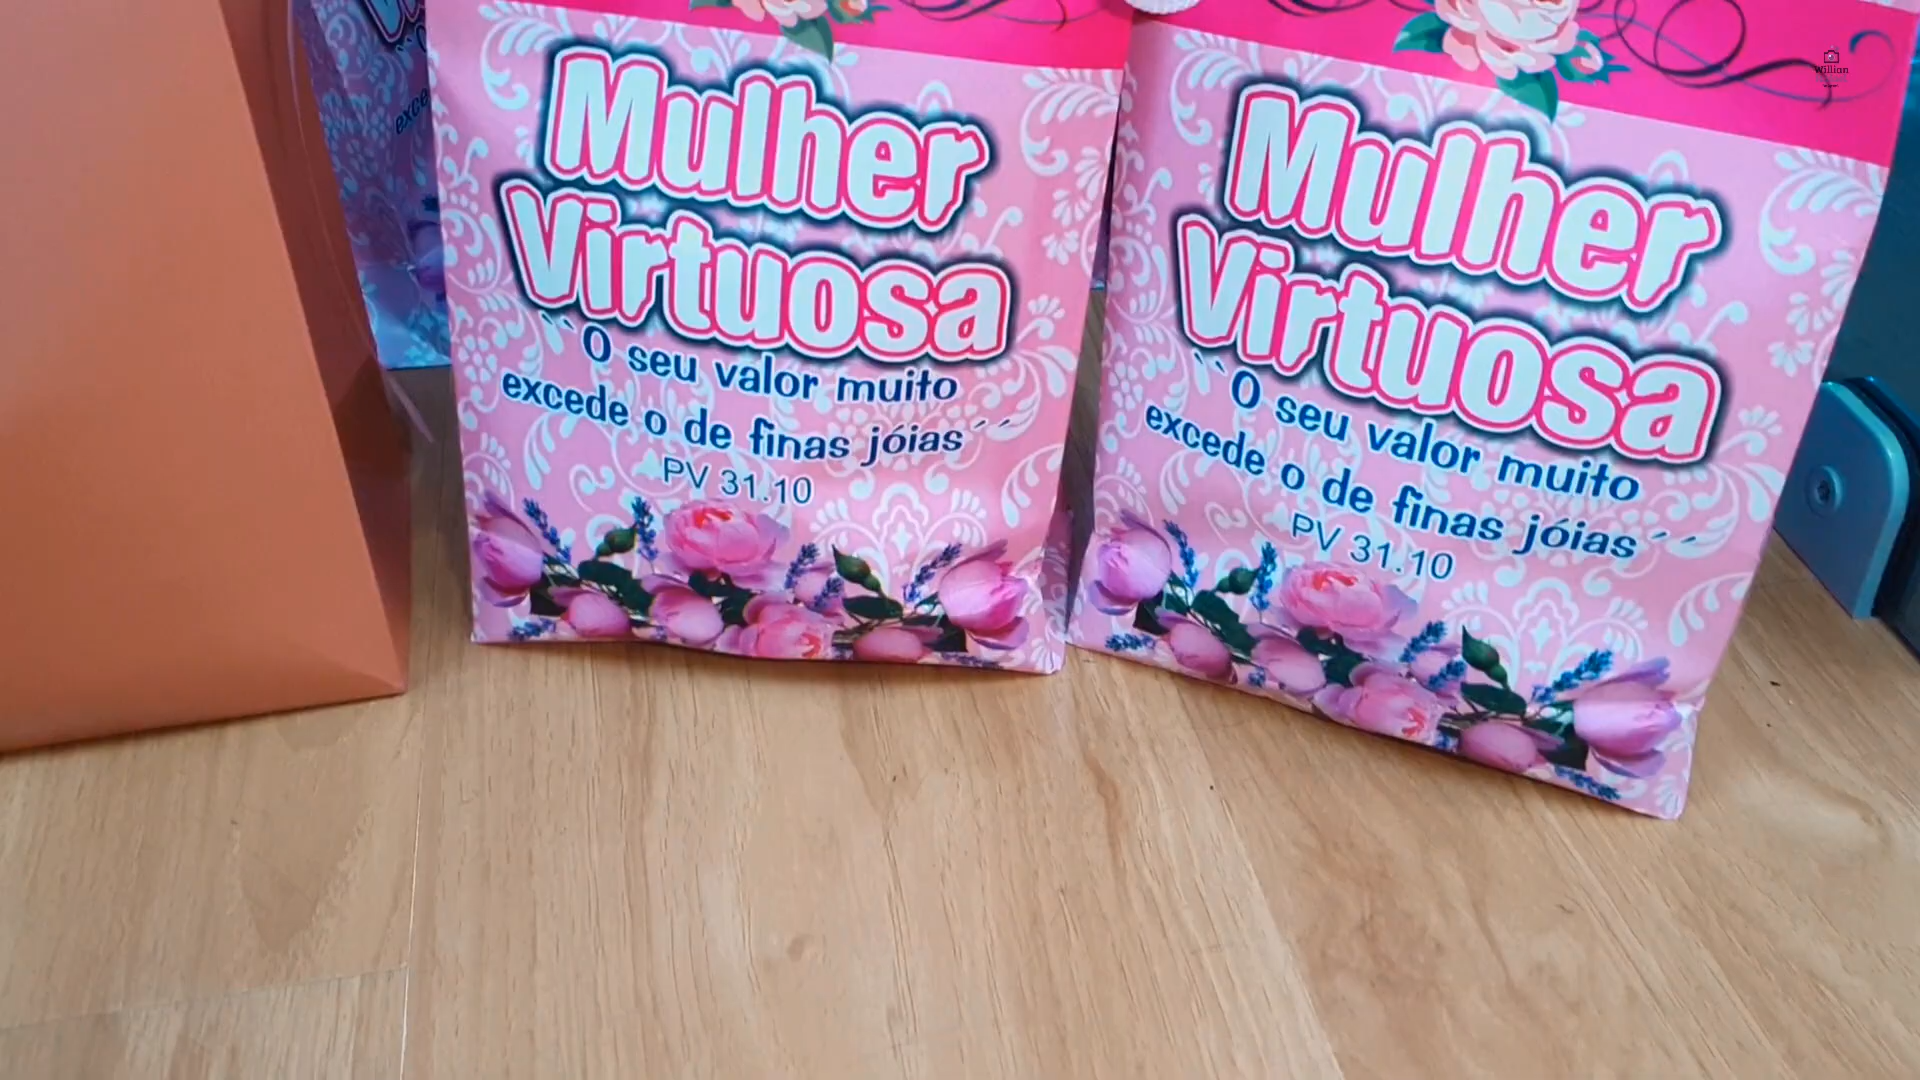 Mulher
Virtuosa
``O seu valor muito
excede o de finas jóias´´
PV 31.10
Mulher
Virtuosa
``O seu valor muito
excede o de finas jóias´´
PV 31.10
Willian